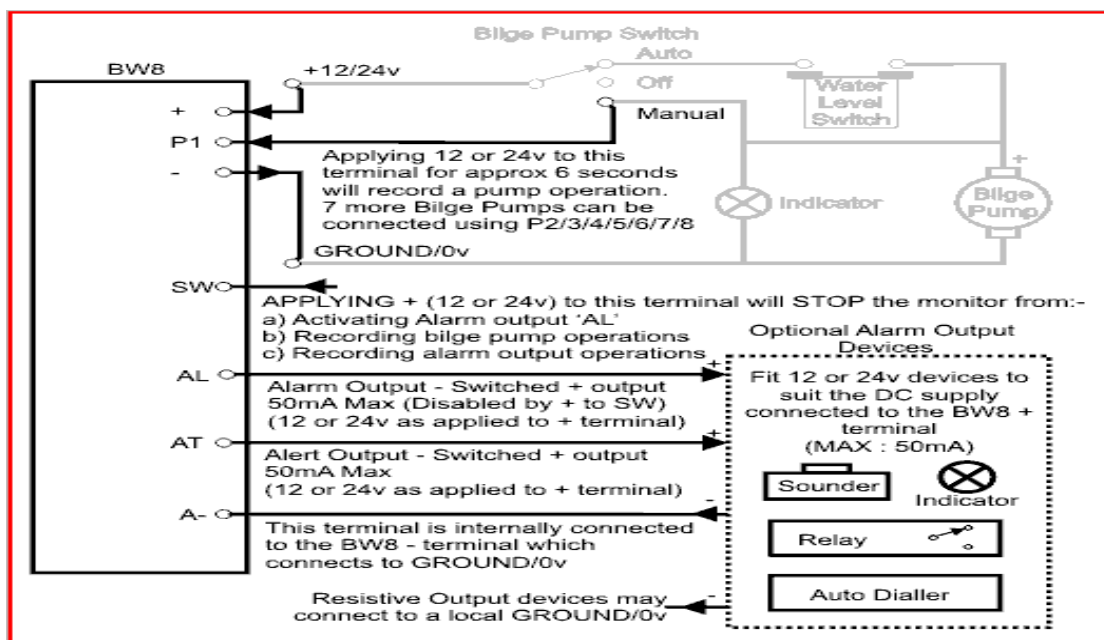 Bilge Pump Switch
Auto
BW8
+12/24v
Off
Water
Level
Switch
+
Manual
P1
+
-
Applying 12 or 24v to this
terminal for approx 6 seconds
will record a pump operation.
7 more Bilge Pumps can be
connected using P2/3/4/5/6/7/8
Indicator
Bilge
Pump
GROUND/0v
SW
APPLYING + (12 or 24v) to this terminal will STOP the monitor from:-
a) Activating Alarm output 'AL'
b) Recording bilge pump operations
c) Recording alarm output operations
Optional Alarm Output
Devices
AL
+
Alarm Output - Switched + output
50mA Max (Disabled by + to SW)
(12 or 24v as applied to + terminal)
Fit 12 or 24v devices to
suit the DC supply
connected to the BW8 +
terminal
(MAX : 50mA)
AT
+
Alert Output - Switched + output
50mA Max
(12 or 24v as applied to + terminal)
Sounder
Indicator
A-
-
This terminal is internally connected
to the BW8 - terminal which
connects to GROUND/0v
Relay
Auto Dialler
Resistive Output devices may
connect to a local GROUND/0v
-